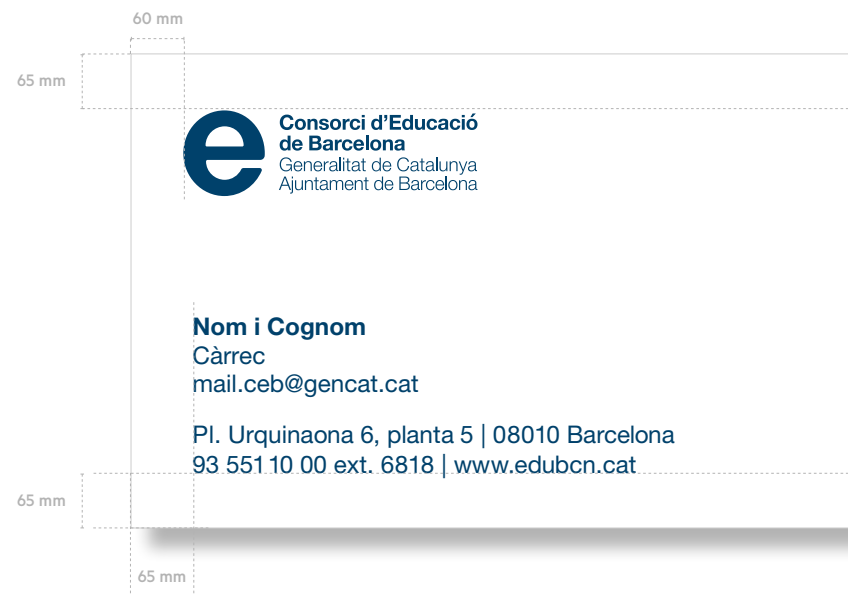 60 mm
65 mm
e
Consorci d’Educació
de Barcelona
Generalitat de Catalunya
Ajuntament de Barcelona
Nom i Cognom
Càrrec
mail.ceb@gencat.cat
Pl. Urquinaona 6, planta 5 | 08010 Barcelona
93 551 10 00 ext. 6818 | www.edubcn.cat
65 mm
65 mm